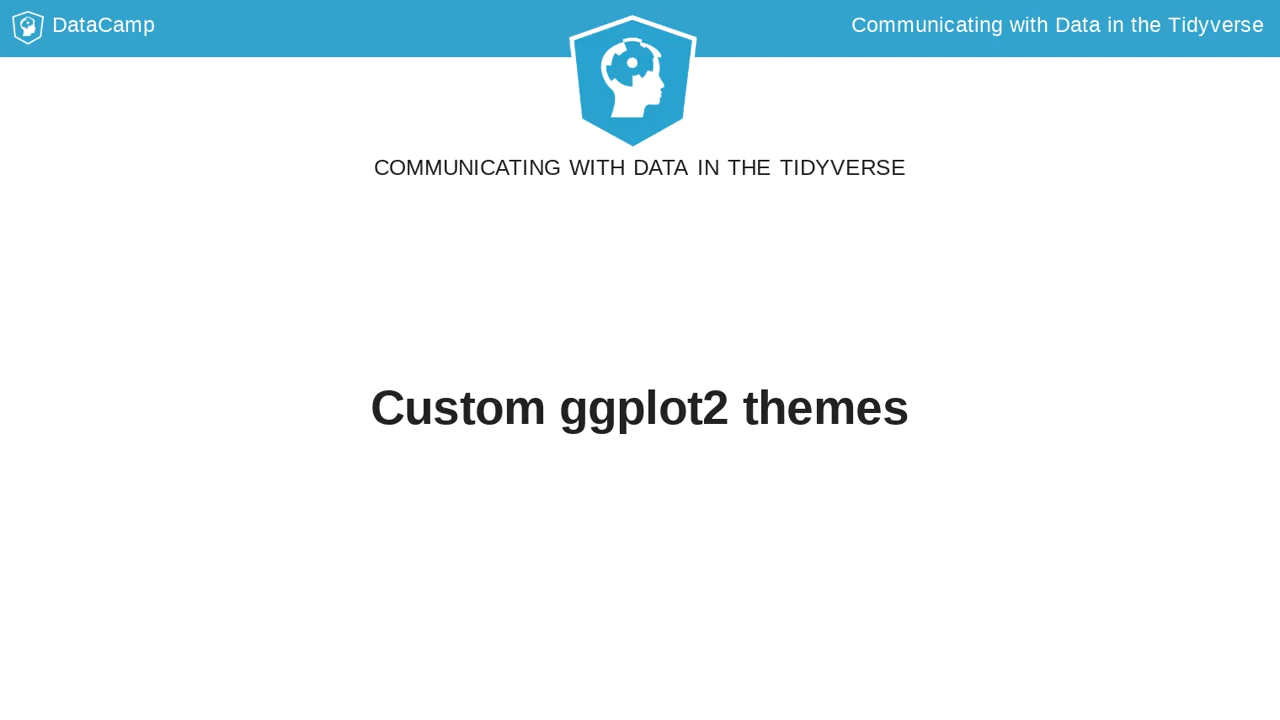 DataCamp
Communicating with Data in the Tidyverse
COMMUNICATING WITH DATA IN THE TIDYVERSE
Custom ggplot2 themes